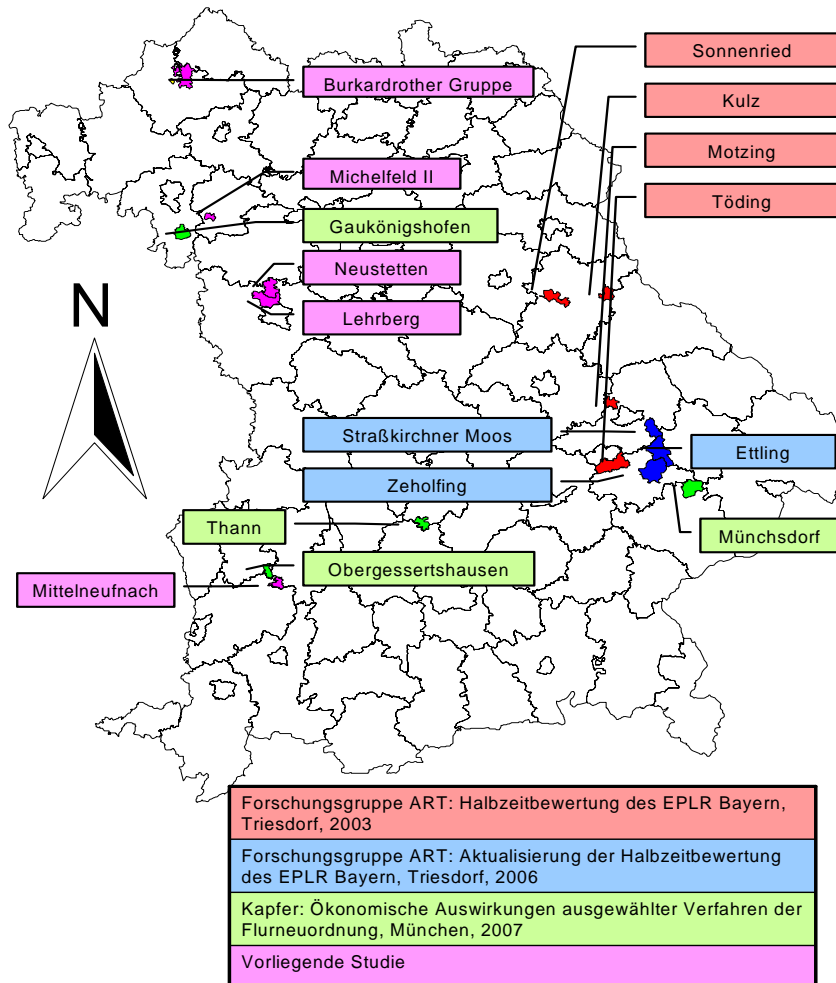 Sonnenried
Burkardrother Gruppe
Kulz
Motzing
Michelfeld II
Töding
Gaukönigshofen
Neustetten
N
Lehrberg
Straßkirchner Moos
Ettling
Zeholfing
Thann
Münchsdorf
Obergessertshausen
Mittelneufnach
Forschungsgruppe ART: Halbzeitbewertung des EPLR Bayern,
Triesdorf, 2003
Forschungsgruppe ART: Aktualisierung der Halbzeitbewertung
des EPLR Bayern, Triesdorf, 2006
Kapfer: Ökonomische Auswirkungen ausgewählter Verfahren der
Flurneuordnung, München, 2007
Vorliegende Studie